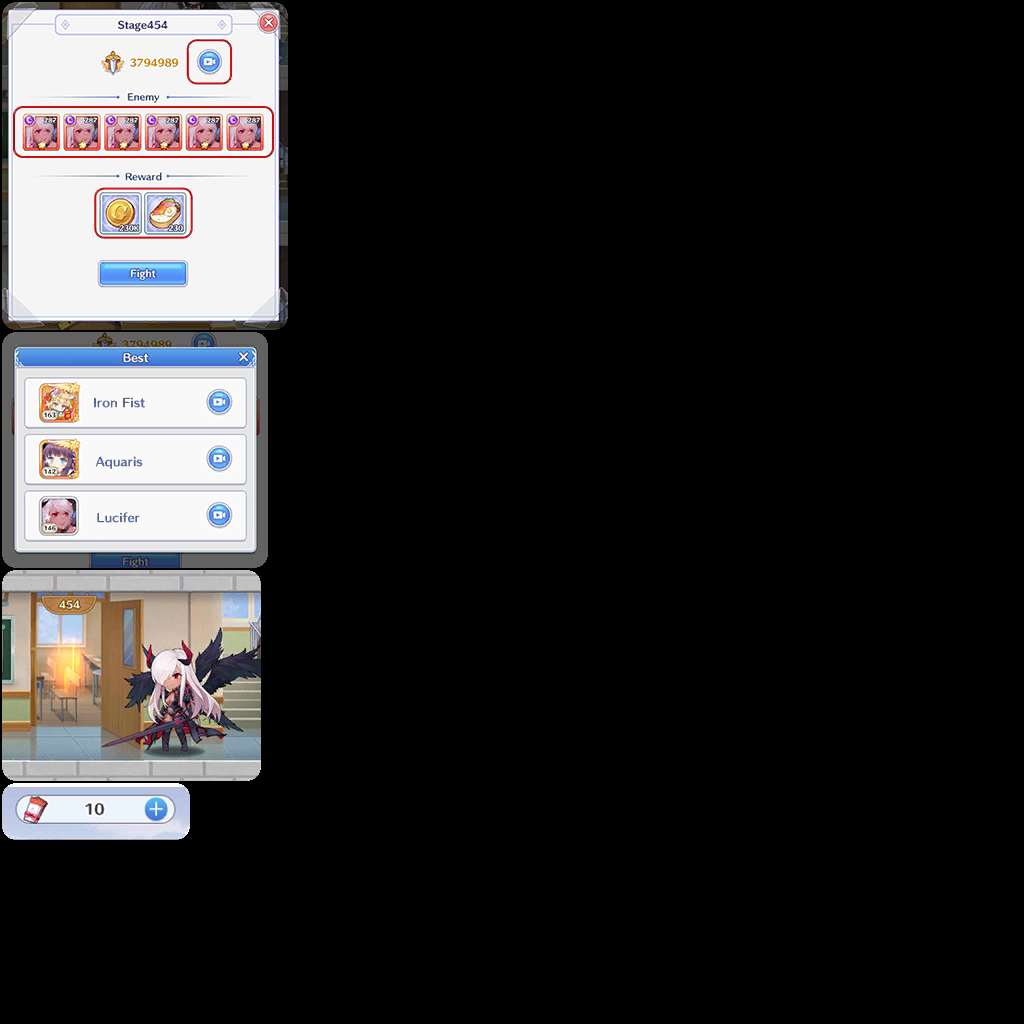 Stage454
3794989
Enemy
287 287 287 287 287 287
Reward
230K 230
Fight
3794989
Best
163 Iron Fist
142 Aquaris
146 Lucifer
Fight
454
10